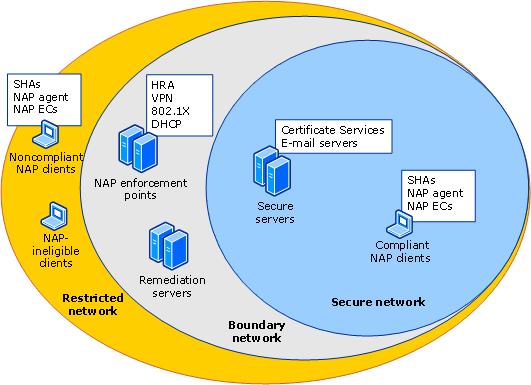 SHAs
NAP agent
NAP ECs
Noncompliant
NAP clients
NAP-
ineligible
clients
Restricted
network
HRA
VPN
802.1X
DHCP
NAP enforcement
points
Remediation
servers
Boundary
network
Certificate Services
E-mail servers
Secure
servers
SHAs
NAP agent
NAP ECs
Compliant
NAP clients
Secure network